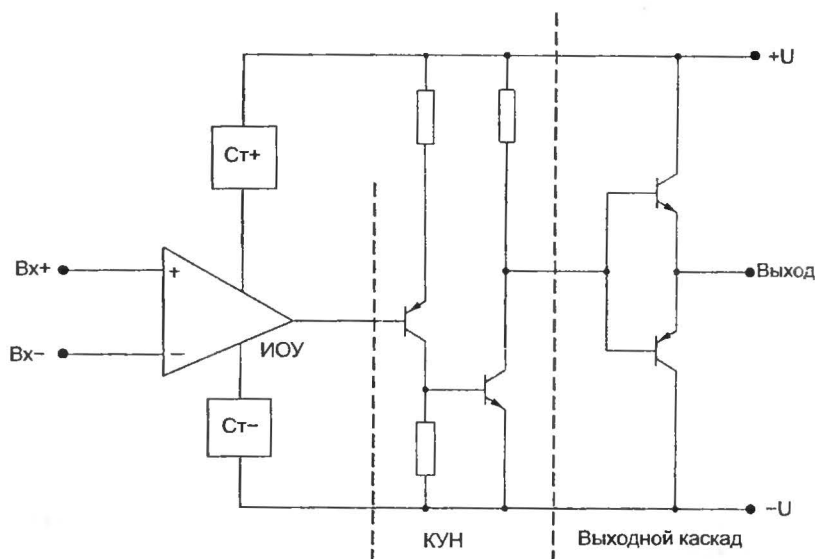 +U
Ст+
Вх+
+
Выход
Вх−
−
ИОУ
Ст−
−U
КУН
Выходной каскад